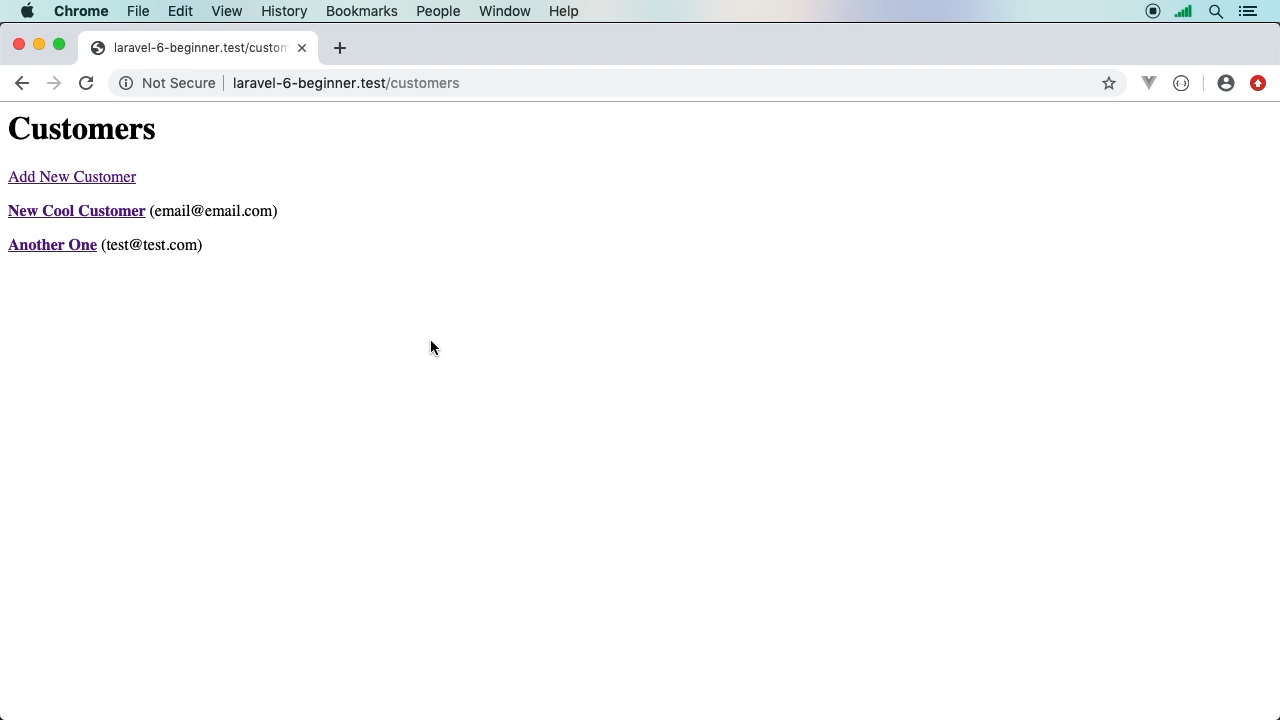 Chrome File Edit View History Bookmarks People Window Help
laravel-6-beginner.test/custom
Not Secure laravel-6-beginner.test/customers
Customers
Add New Customer
New Cool Customer (email@email.com)
Another One (test@test.com)